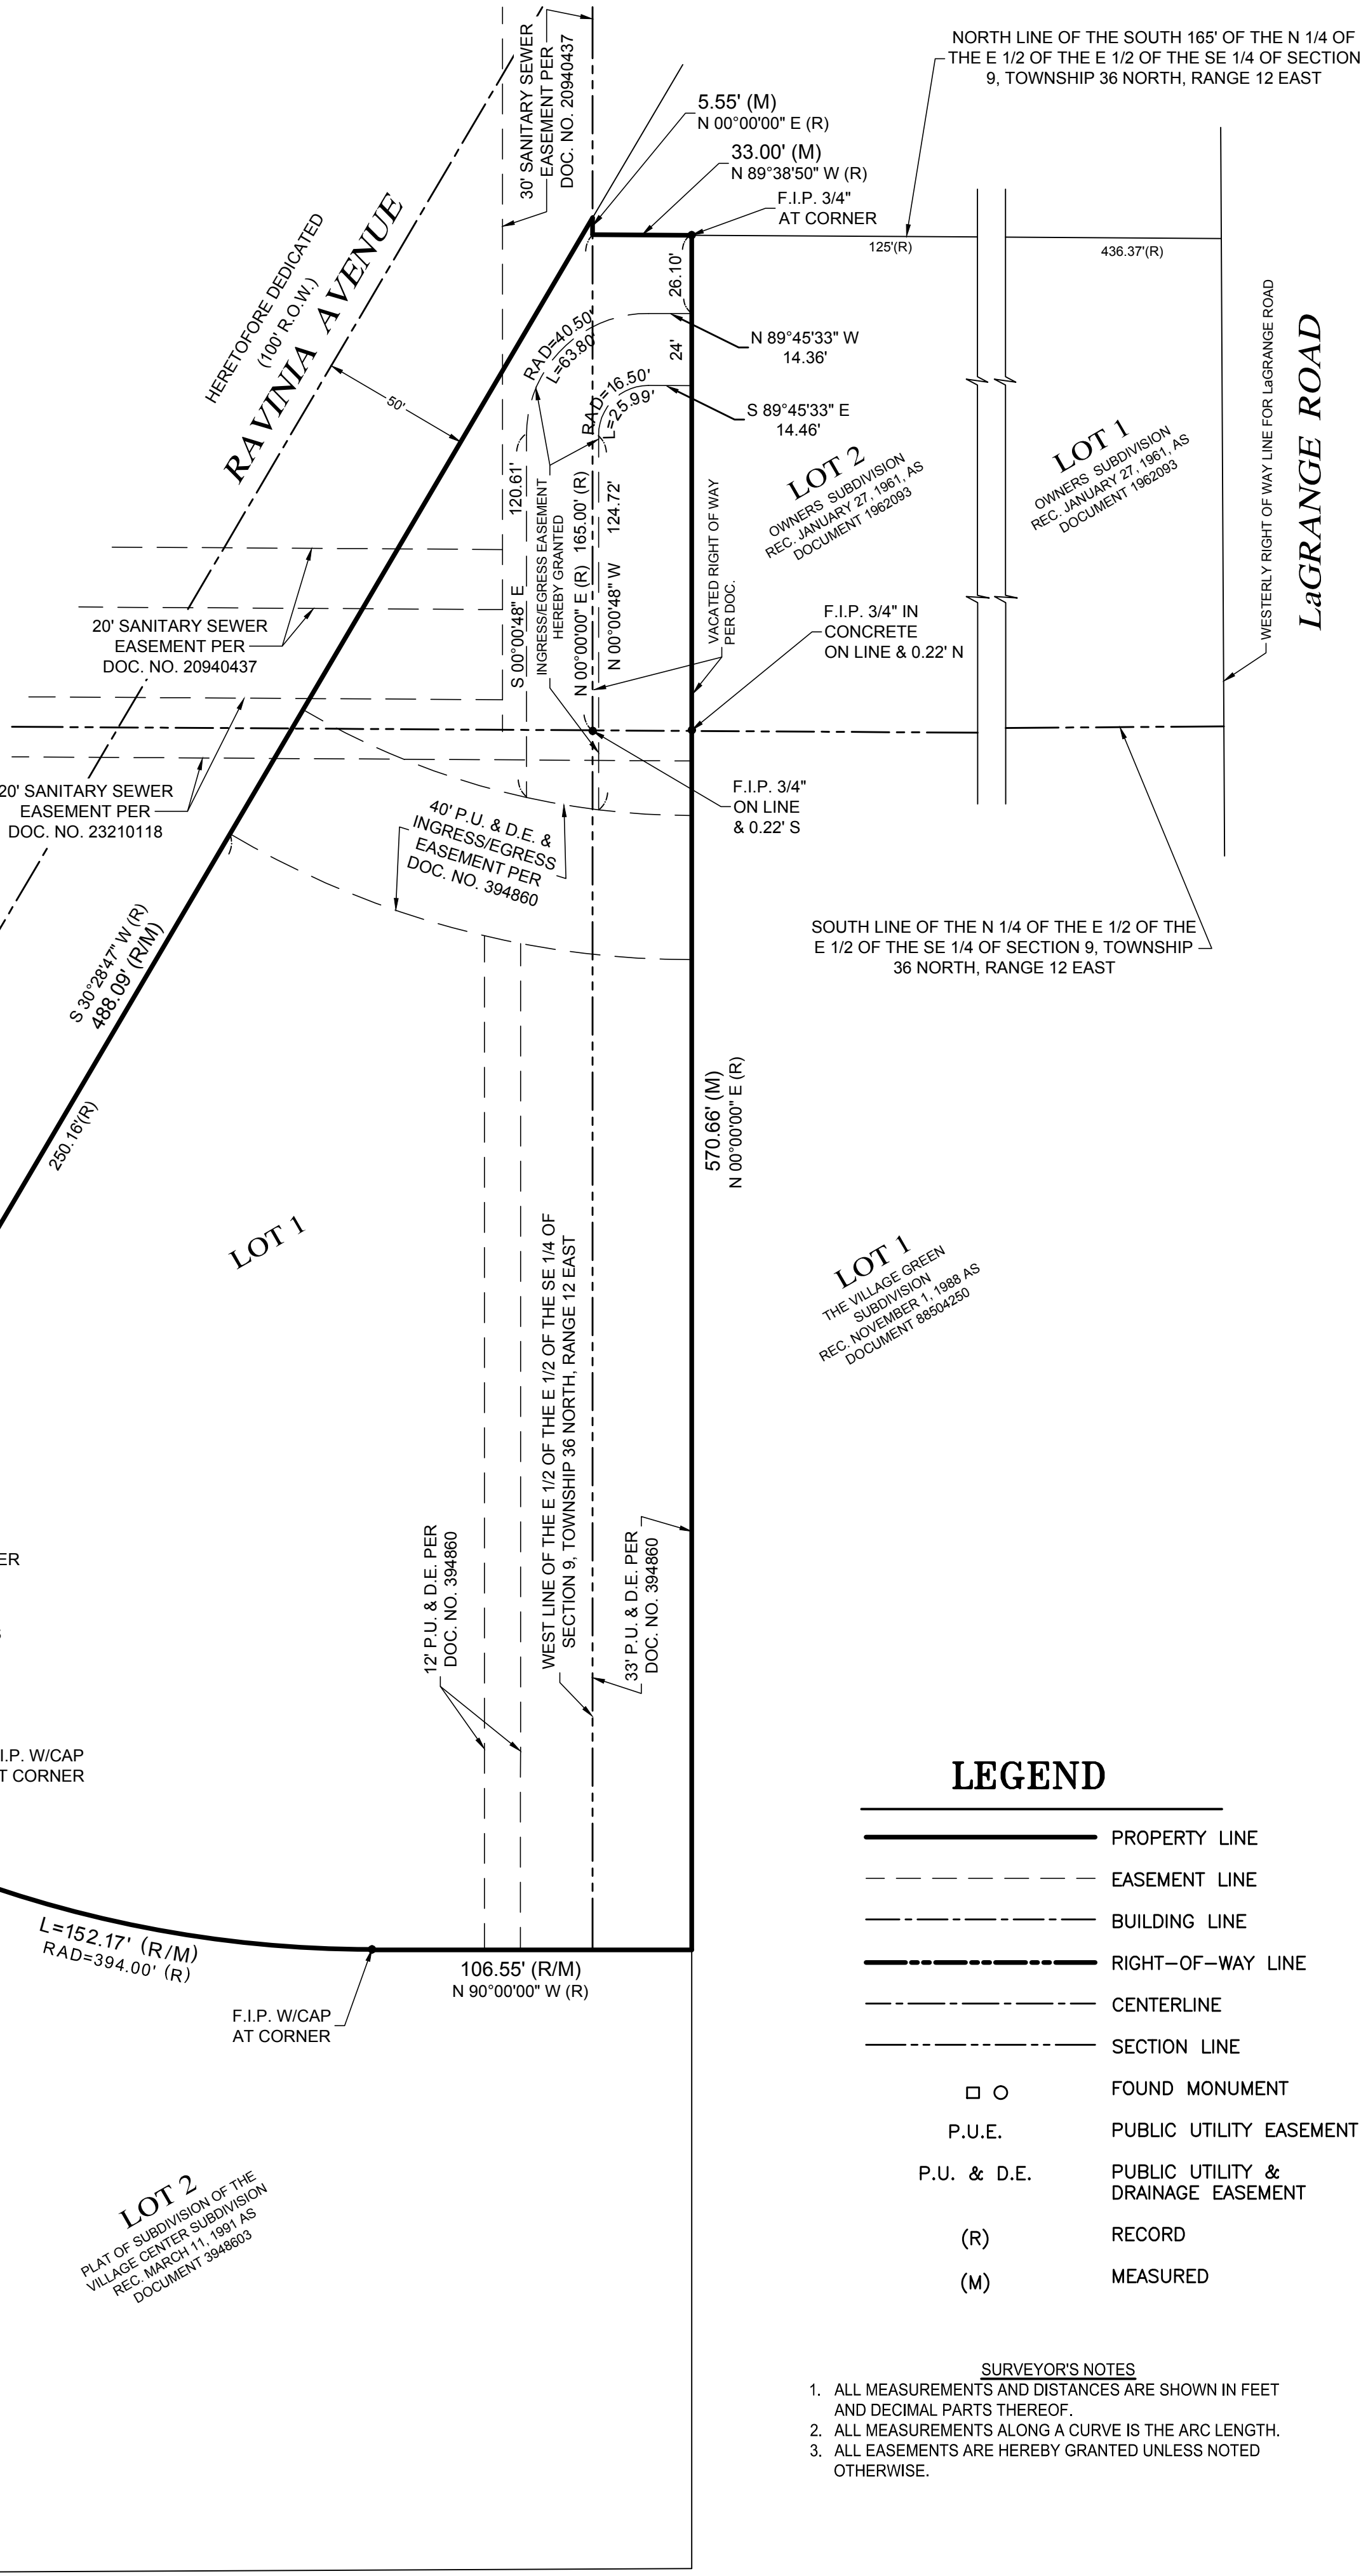 30' SANITARY SEWER
EASEMENT PER
DOC. NO. 20940437
NORTH LINE OF THE SOUTH 165' OF THE N 1/4 OF
THE E 1/2 OF THE E 1/2 OF THE SE 1/4 OF SECTION
9, TOWNSHIP 36 NORTH, RANGE 12 EAST
5.55' (M)
N 00°00'00" E (R)
33.00' (M)
N 89°38'50" W (R)
F.I.P. 3/4"
AT CORNER
125'(R)
436.37'(R)
HERETOFORE DEDICATED
(100' R.O.W.)
RAVINIA AVENUE
50'
26.10'
24'
RAD=40.50'
L=63.80'
N 89°45'33" W
14.36'
RAD=16.50'
L=25.99'
S 89°45'33" E
14.46'
LOT 2
OWNERS SUBDIVISION
REC. JANUARY 27, 1961, AS
DOCUMENT 1962093
LOT 1
OWNERS SUBDIVISION
REC. JANUARY 27, 1961, AS
DOCUMENT 1962093
WESTERLY RIGHT OF WAY LINE FOR LaGRANGE ROAD
LaGRANGE ROAD
S 00°00'48" E 120.61'
INGRESS/EGRESS EASEMENT
HEREBY GRANTED
N 00°00'00" E (R) 165.00' (R)
N 00°00'48" W 124.72'
VACATED RIGHT OF WAY
PER DOC.
20' SANITARY SEWER
EASEMENT PER
DOC. NO. 20940437
F.I.P. 3/4" IN
CONCRETE
ON LINE & 0.22' N
20' SANITARY SEWER
EASEMENT PER
DOC. NO. 23210118
F.I.P. 3/4"
ON LINE
& 0.22' S
40' P.U. & D.E. &
INGRESS/EGRESS
EASEMENT PER
DOC. NO. 394860
SOUTH LINE OF THE N 1/4 OF THE E 1/2 OF THE
E 1/2 OF THE SE 1/4 OF SECTION 9, TOWNSHIP
36 NORTH, RANGE 12 EAST
S 30°28'47" W (R)
488.09' (R/M)
250.16'(R)
570.66' (M)
N 00°00'00" E (R)
LOT 1
LOT 1
THE VILLAGE GREEN
SUBDIVISION
REC. NOVEMBER 1, 1988 AS
DOCUMENT 88504250
WEST LINE OF THE E 1/2 OF THE E 1/2 OF THE SE 1/4 OF
SECTION 9, TOWNSHIP 36 NORTH, RANGE 12 EAST
12' P.U. & D.E. PER
DOC. NO. 394860
33' P.U. & D.E. PER
DOC. NO. 394860
ER
I.P. W/CAP
T CORNER
L=152.17' (R/M)
RAD=394.00' (R)
106.55' (R/M)
N 90°00'00" W (R)
F.I.P. W/CAP
AT CORNER
LOT 2
PLAT OF SUBDIVISION OF THE
VILLAGE CENTER SUBDIVISION
REC. MARCH 11, 1991 AS
DOCUMENT 3948603
LEGEND
PROPERTY LINE
EASEMENT LINE
BUILDING LINE
RIGHT-OF-WAY LINE
CENTERLINE
SECTION LINE
FOUND MONUMENT
P.U.E. PUBLIC UTILITY EASEMENT
P.U. & D.E. PUBLIC UTILITY &
DRAINAGE EASEMENT
(R) RECORD
(M) MEASURED
SURVEYOR'S NOTES
1. ALL MEASUREMENTS AND DISTANCES ARE SHOWN IN FEET
AND DECIMAL PARTS THEREOF.
2. ALL MEASUREMENTS ALONG A CURVE IS THE ARC LENGTH.
3. ALL EASEMENTS ARE HEREBY GRANTED UNLESS NOTED
OTHERWISE.